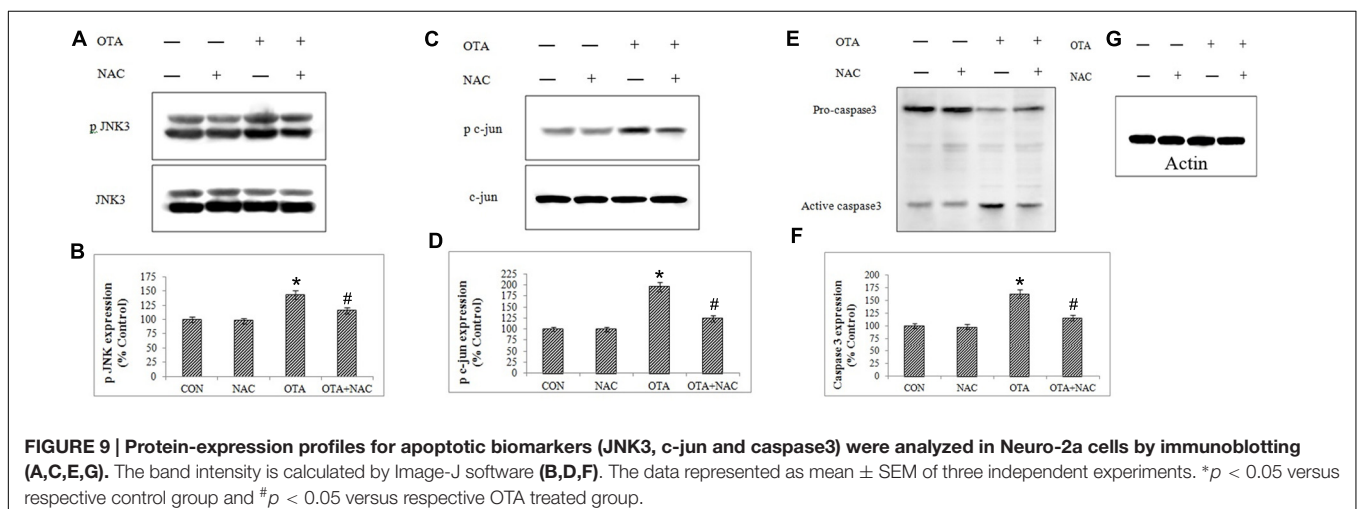 A
OTA — — + +
NAC — + — +
p JNK3
JNK3
B
p JNK expression
(% Control)
175
150
125
100
75
50
25
0
*
#
CON NAC OTA OTA+NAC
C
OTA — — + +
NAC — + — +
p c-jun
c-jun
D
p c-jun expression
(% Control)
225
200
175
150
125
100
75
50
25
0
*
#
CON NAC OTA OTA+NAC
E
OTA — — + +
NAC — + — +
Pro-caspase3
Active caspase3
F
Caspase 3 expression
(% Control)
200
175
150
125
100
75
50
25
0
*
#
CON NAC OTA OTA+NAC
G
OTA — — + +
NAC — + — +
Actin
FIGURE 9 | Protein-expression profiles for apoptotic biomarkers (JNK3, c-jun and caspase3) were analyzed in Neuro-2a cells by immunoblotting
(A,C,E,G). The band intensity is calculated by Image-J software (B,D,F). The data represented as mean ± SEM of three independent experiments. *p < 0.05 versus
respective control group and #p < 0.05 versus respective OTA treated group.